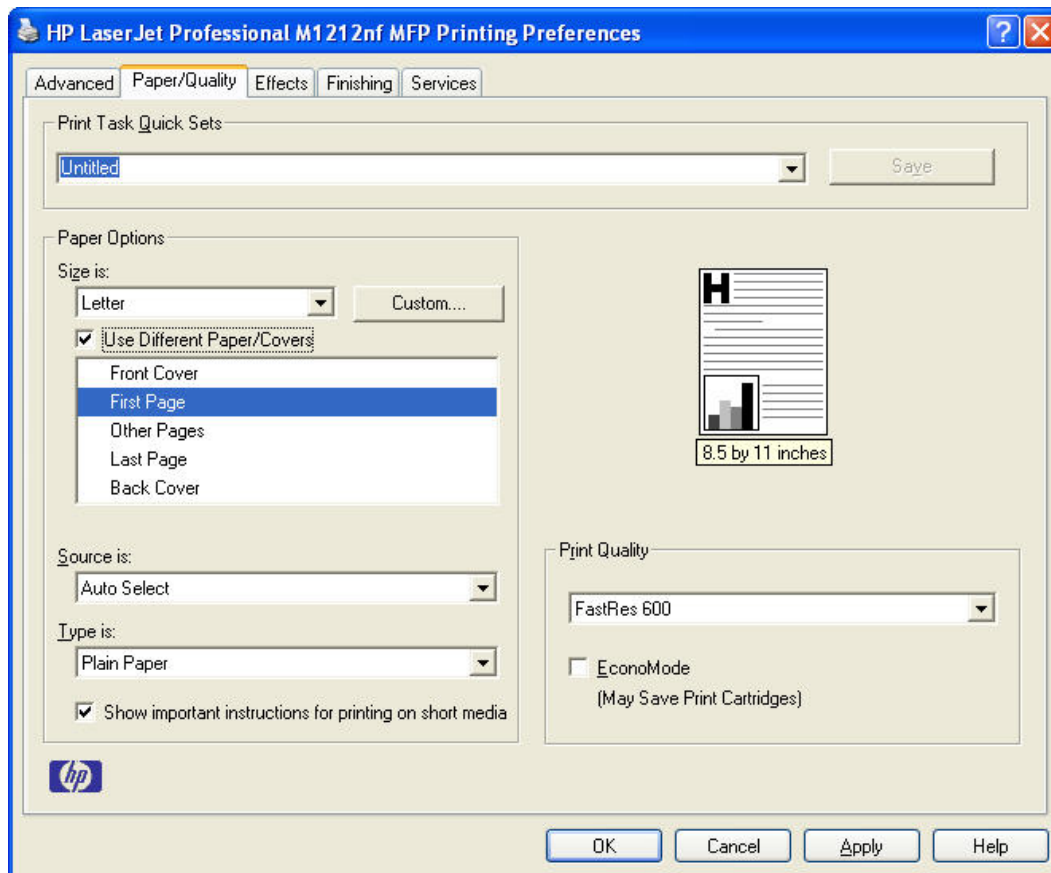 HP LaserJet Professional M1212nf MFP Printing Preferences
Advanced Paper/Quality Effects Finishing Services
Print Task Quick Sets
Untitled Save
Paper Options
Size is:
Letter Custom....
Use Different Paper/Covers
Front Cover
First Page
Other Pages
Last Page
Back Cover
H
8.5 by 11 inches
Source is:
Auto Select
Type is:
Plain Paper
Show important instructions for printing on short media
Print Quality
FastRes 600
EconoMode
(May Save Print Cartridges)
hp
OK Cancel Apply Help